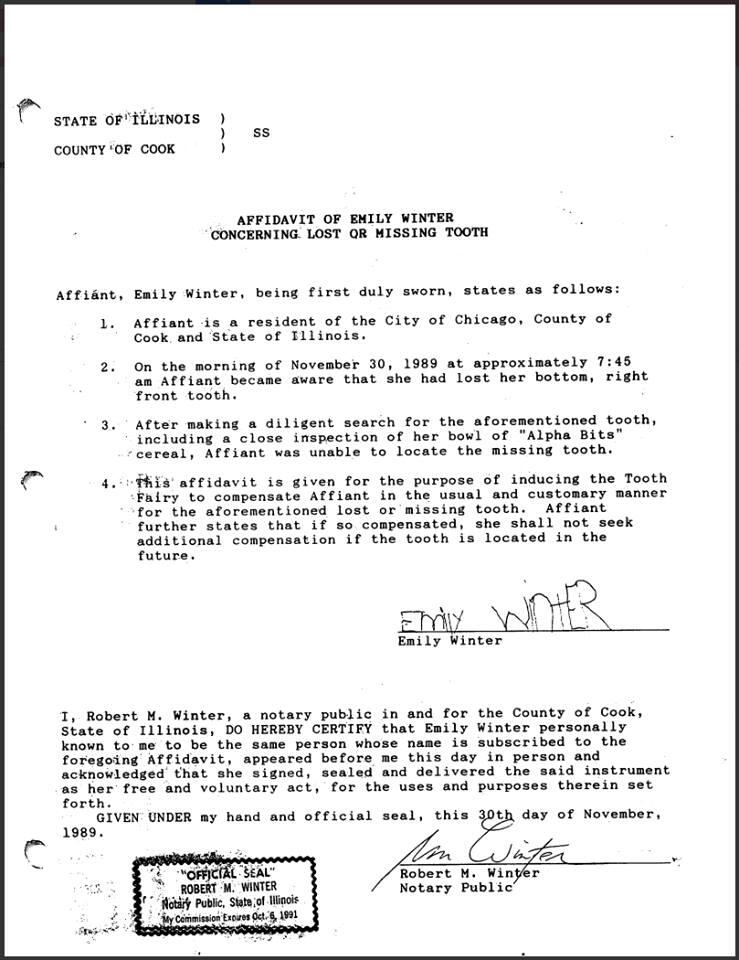 STATE OF ILLINOIS )
) SS
COUNTY OF COOK )
AFFIDAVIT OF EMILY WINTER
CONCERNING LOST OR MISSING TOOTH
Affiant, Emily Winter, being first duly sworn, states as follows:
1. Affiant is a resident of the City of Chicago, County of
Cook and State of Illinois.
2. On the morning of November 30, 1989 at approximately 7:45
am Affiant became aware that she had lost her bottom, right
front tooth.
3. After making a diligent search for the aforementioned tooth,
including a close inspection of her bowl of "Alpha Bits"
cereal, Affiant was unable to locate the missing tooth.
4. This affidavit is given for the purpose of inducing the Tooth
Fairy to compensate Affiant in the usual and customary manner
for the aforementioned lost or missing tooth. Affiant
further states that if so compensated, she shall not seek
additional compensation if the tooth is located in the
future.
EMily WiNTER
Emily Winter
I, Robert M. Winter, a notary public in and for the County of Cook,
State of Illinois, DO HEREBY CERTIFY that Emily Winter personally
known to me to be the same person whose name is subscribed to the
foregoing Affidavit, appeared before me this day in person and
acknowledged that she signed, sealed and delivered the said instrument
as her free and voluntary act, for the uses and purposes therein set
forth.
GIVEN UNDER my hand and official seal, this 30th day of November,
1989.
Winter
Robert M. Winter
Notary Public
"OFFICIAL SEAL"
ROBERT M. WINTER
Notary Public, State of Illinois
My Commission Expires Oct. 6, 1991